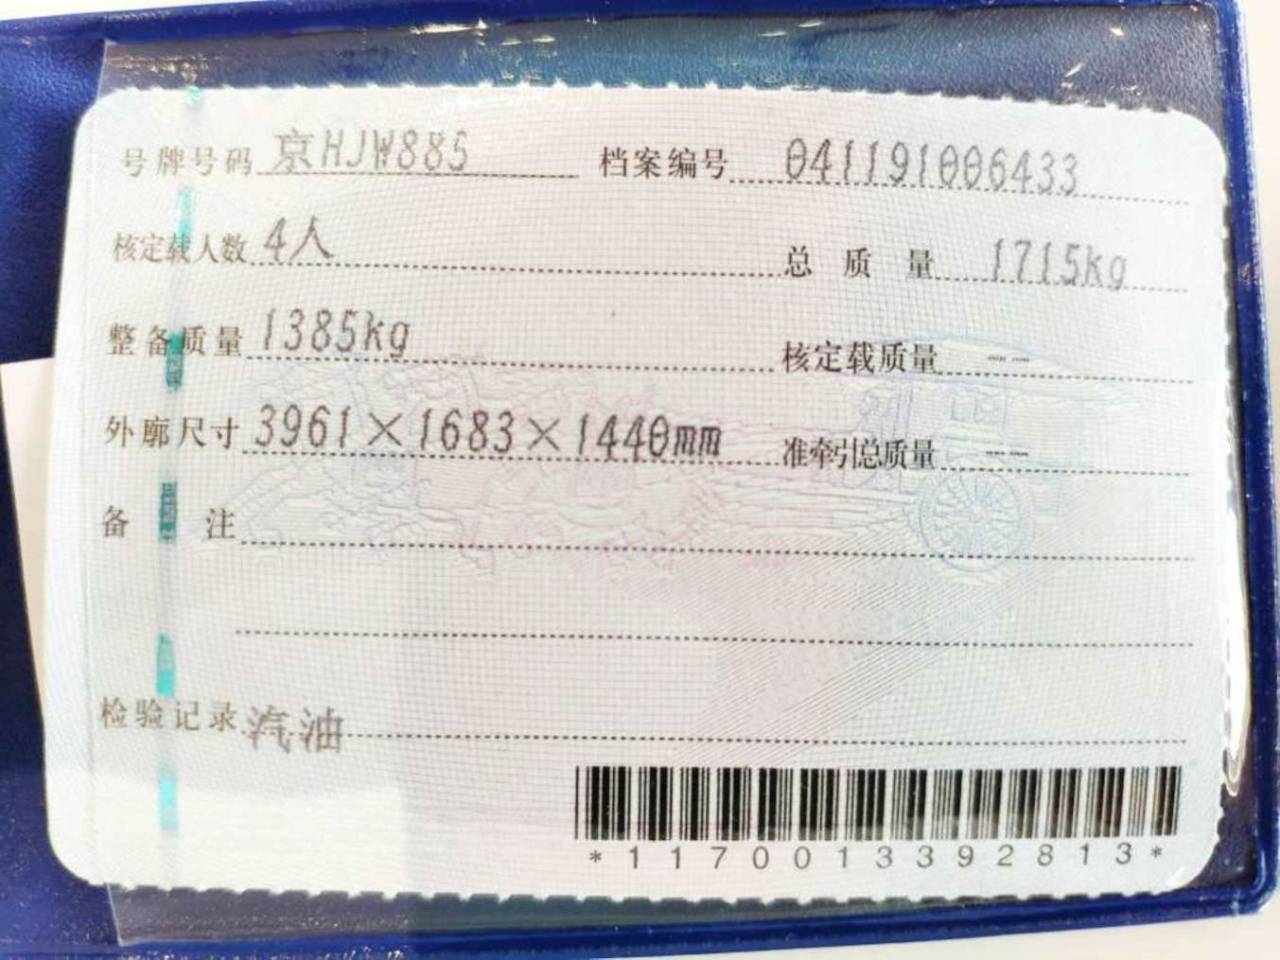 号牌号码 京HJW885 档案编号 041191006433
核定载人数 4人 总质量 1715kg
整备质量 1385kg 核定载质量 -- --
外廓尺寸 3961×1683×1440mm 准牵引总质量 -- --
备注
检验记录 汽油
*1170013392813*